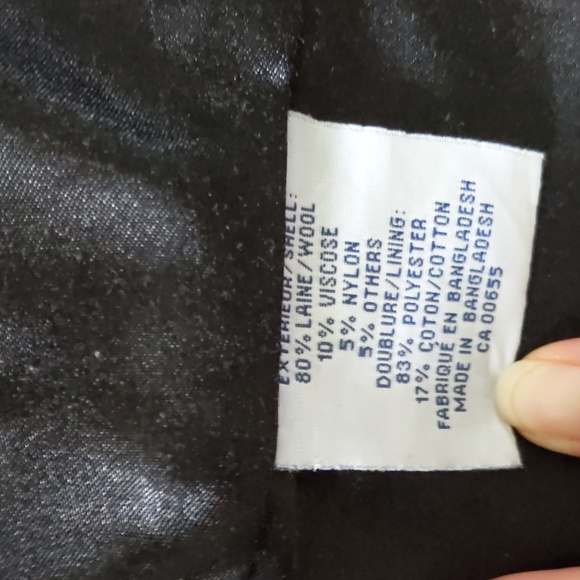 EXTERIEUR/SHELL:
80% LAINE/WOOL
10% VISCOSE
5% NYLON
5% OTHERS
DOUBLURE/LINING:
83% POLYESTER
17% COTON/COTTON
FABRIQUÉ EN BANGLADESH
MADE IN BANGLADESH
CA 00655